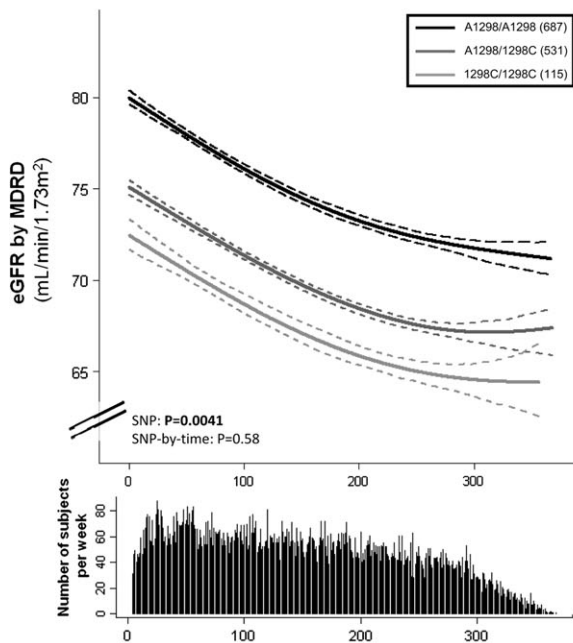 A1298/A1298 (687)
A1298/1298C (531)
1298C/1298C (115)
eGFR by MDRD
(mL/min/1.73m²)
80
75
70
65
SNP: P=0.0041
SNP-by-time: P=0.58
0 100 200 300
Number of subjects
per week
80
60
40
20
0
0 100 200 300